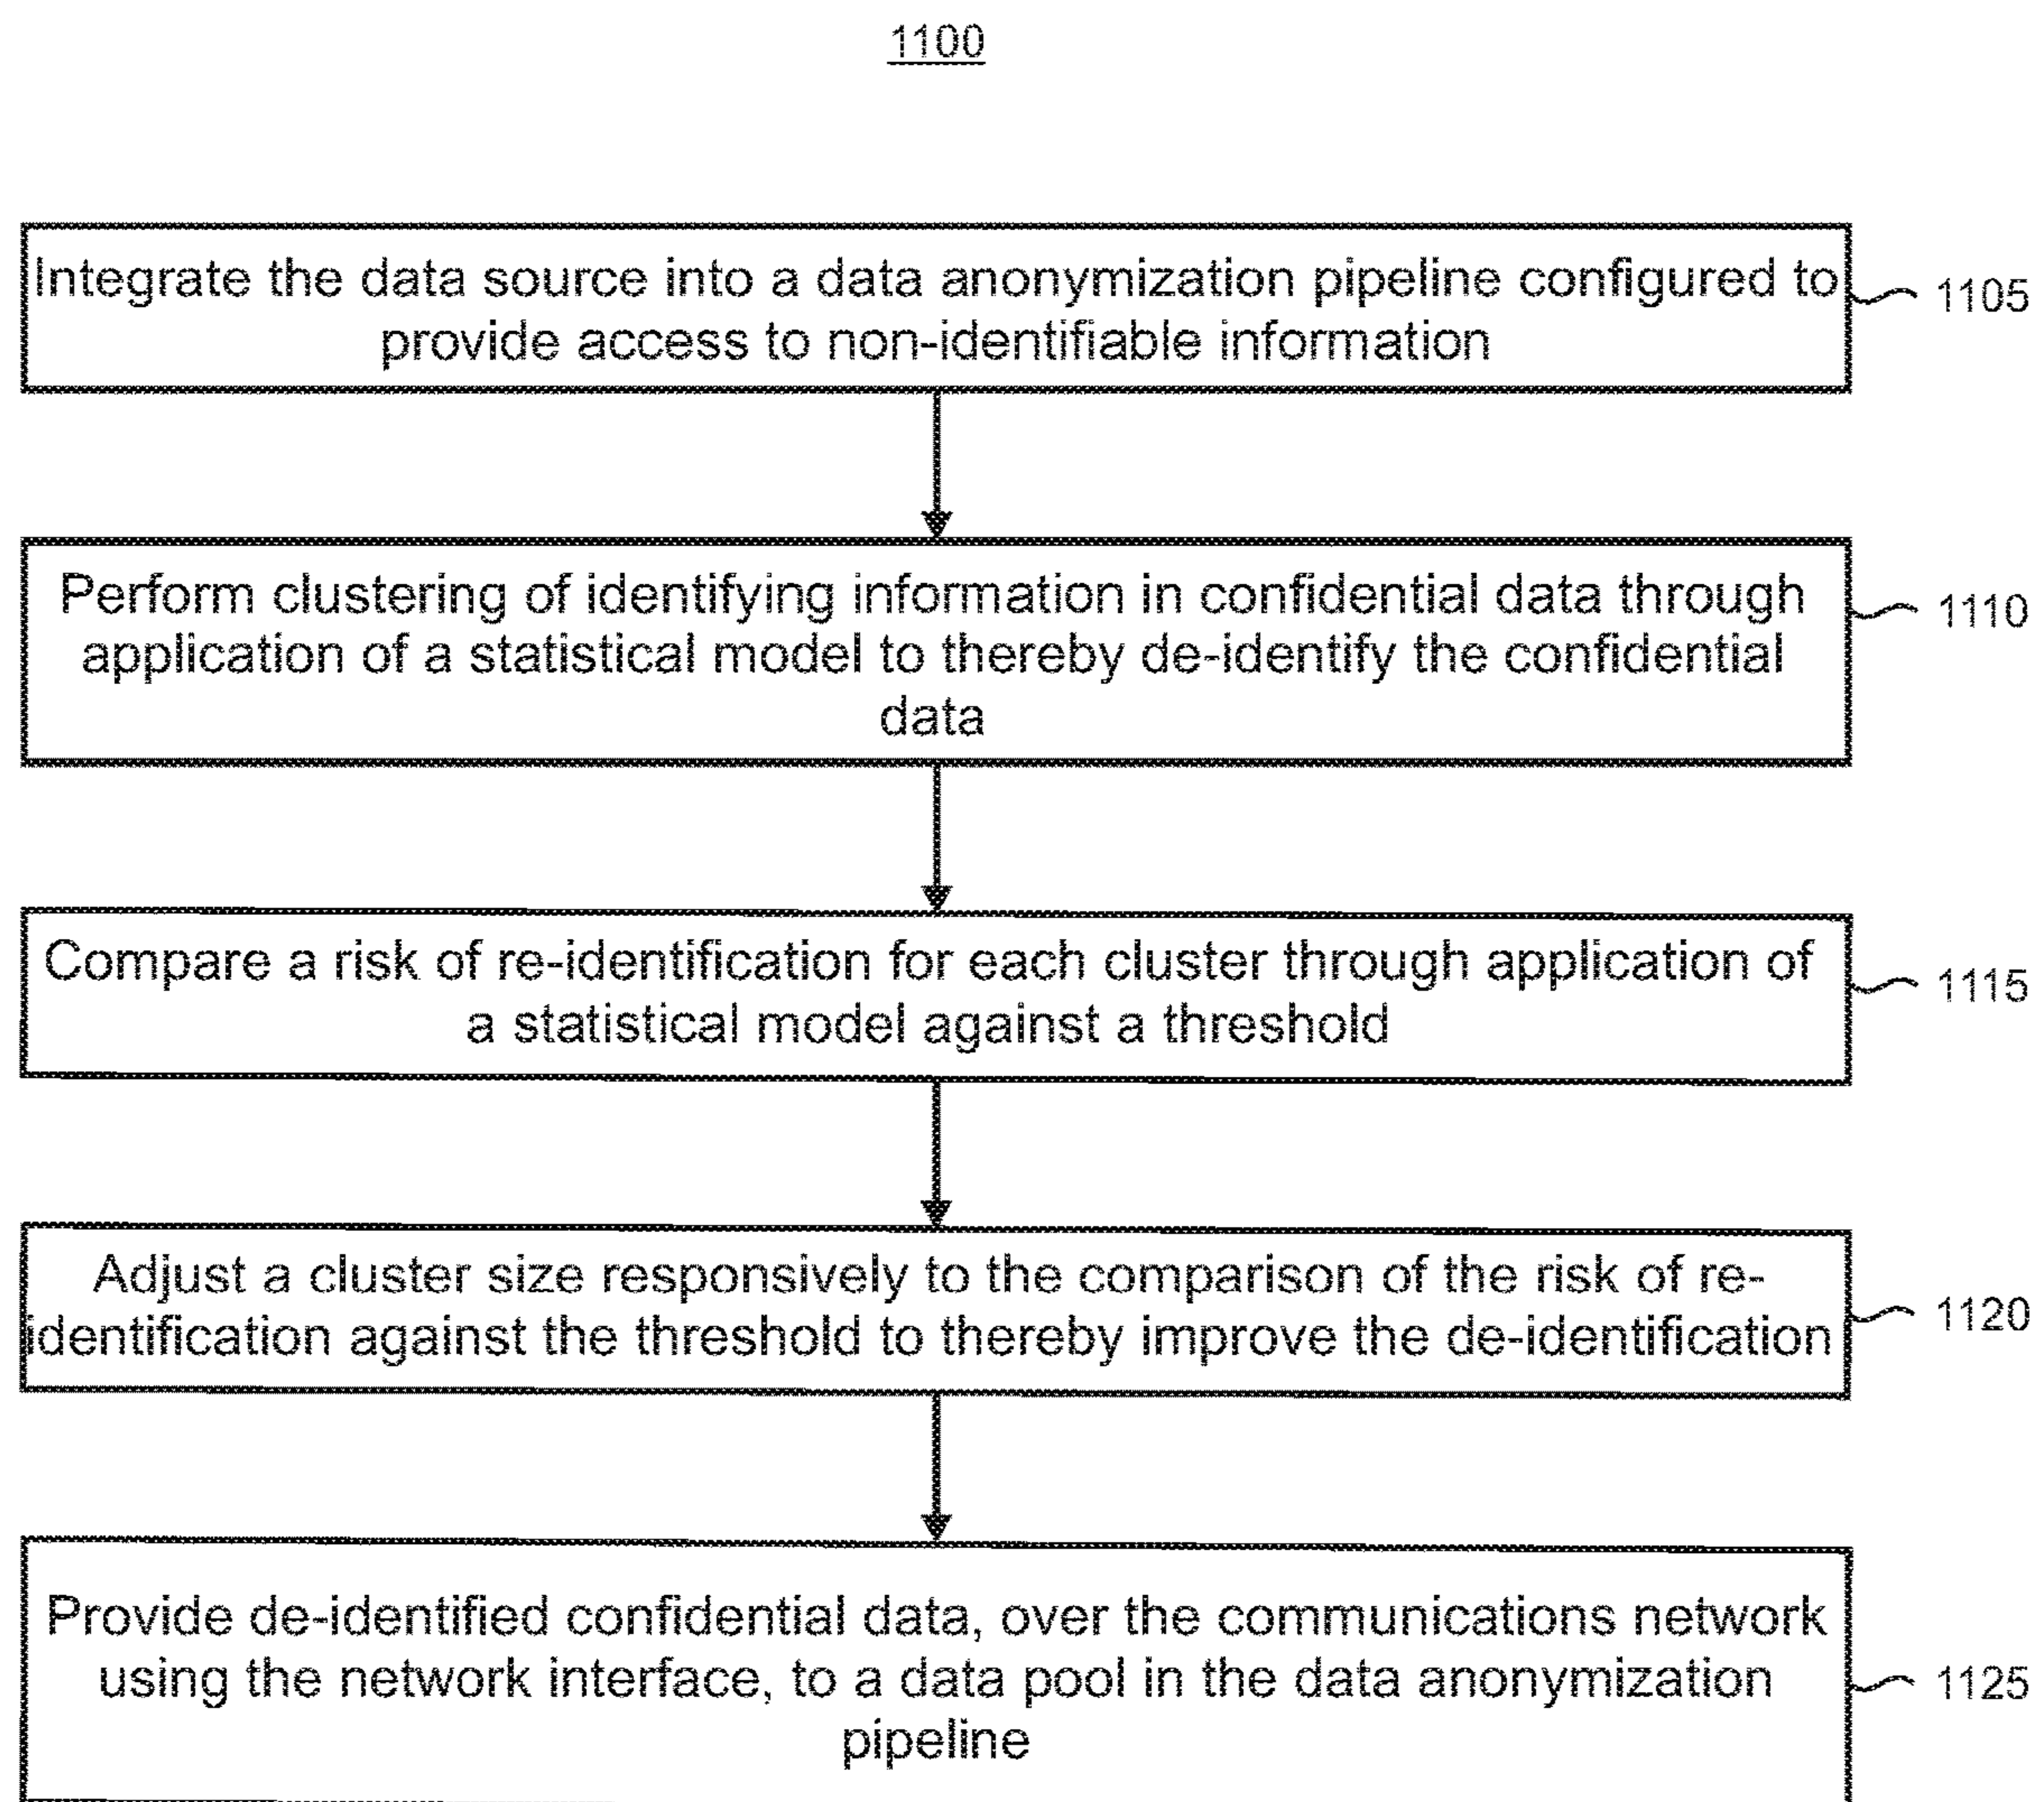 1100
Integrate the data source into a data anonymization pipeline configured to
provide access to non-identifiable information
1105
Perform clustering of identifying information in confidential data through
application of a statistical model to thereby de-identify the confidential
data
1110
Compare a risk of re-identification for each cluster through application of
a statistical model against a threshold
1115
Adjust a cluster size responsively to the comparison of the risk of re-
identification against the threshold to thereby improve the de-identification
1120
Provide de-identified confidential data, over the communications network
using the network interface, to a data pool in the data anonymization
pipeline
1125